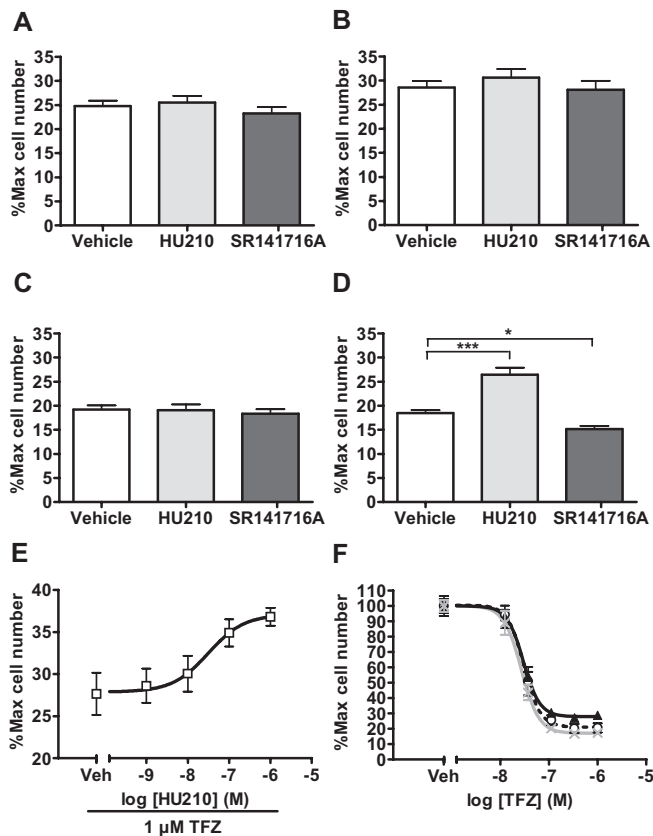 A
%Max cell number
35
30
25
20
15
10
5
0
Vehicle HU210 SR141716A
B
%Max cell number
35
30
25
20
15
10
5
0
Vehicle HU210 SR141716A
C
%Max cell number
35
30
25
20
15
10
5
0
Vehicle HU210 SR141716A
D
%Max cell number
35
30
25
20
15
10
5
0
*
***
Vehicle HU210 SR141716A
E
%Max cell number
40
35
30
25
20
Veh -9 -8 -7 -6 -5
log [HU210] (M)
1 µM TFZ
F
%Max cell number
110
100
90
80
70
60
50
40
30
20
10
0
Veh -8 -7 -6 -5
log [TFZ] (M)